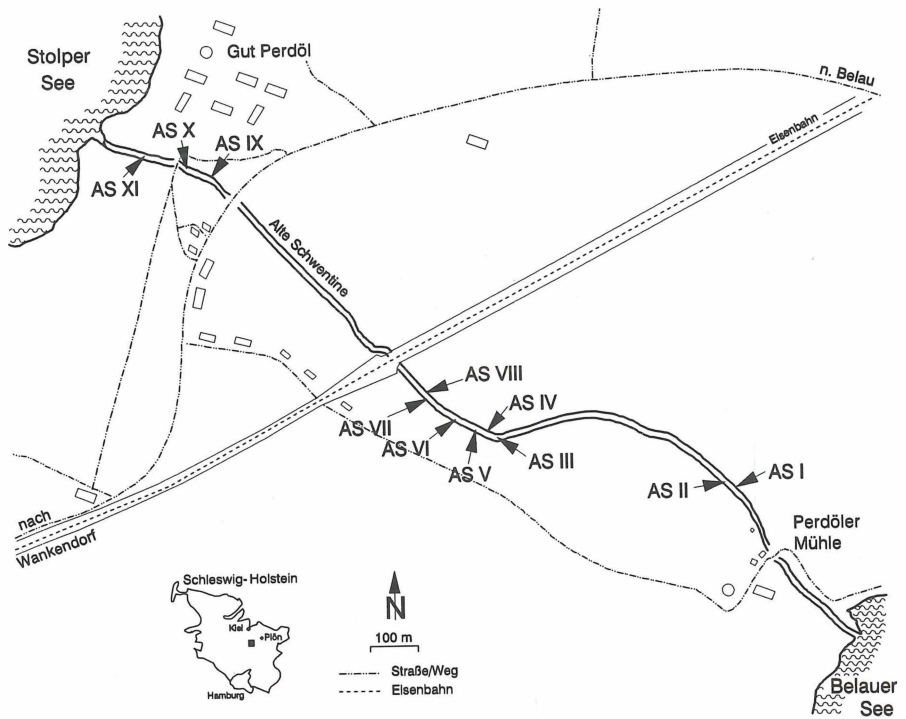 Stolper
See
Gut Perdöl
n. Belau
Eisenbahn
AS X
AS IX
AS XI
Alte Schwentine
AS VIII
AS IV
AS VII
AS VI
AS III
AS V
AS I
AS II
nach
Wankendorf
Perdöler
Mühle
Schleswig-Holstein
Kiel
Plön
Hamburg
N
100 m
Straße/Weg
Eisenbahn
Belauer
See